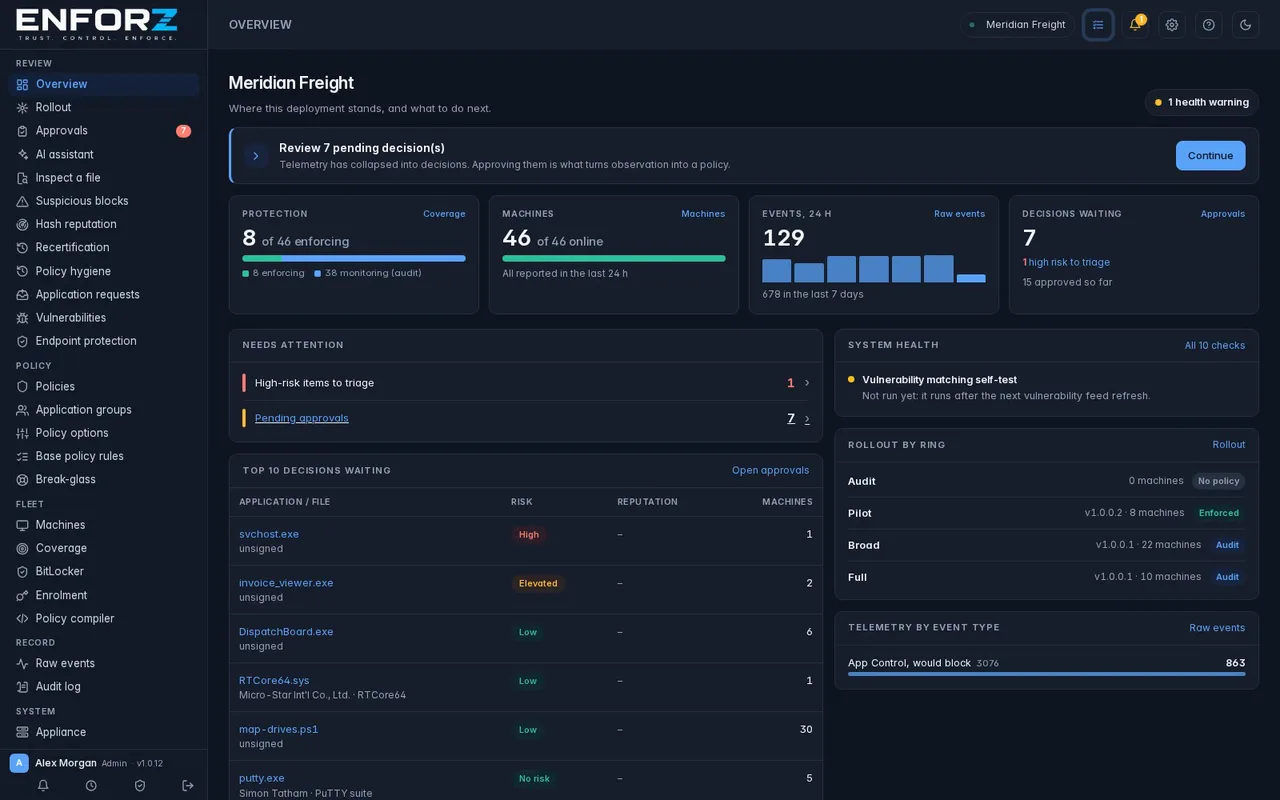 ENFORZ
TRUST. CONTROL. ENFORCE.
REVIEW
Overview
Rollout
Approvals 7
AI assistant
Inspect a file
Suspicious blocks
Hash reputation
Recertification
Policy hygiene
Application requests
Vulnerabilities
Endpoint protection
POLICY
Policies
Application groups
Policy options
Base policy rules
Break-glass
FLEET
Machines
Coverage
BitLocker
Enrolment
Policy compiler
RECORD
Raw events
Audit log
SYSTEM
Appliance
A Alex Morgan Admin · v1.0.12
OVERVIEW
Meridian Freight
1
Meridian Freight
Where this deployment stands, and what to do next.
1 health warning
Review 7 pending decision(s)
Telemetry has collapsed into decisions. Approving them is what turns observation into a policy.
Continue
PROTECTION Coverage
8 of 46 enforcing
8 enforcing 38 monitoring (audit)
MACHINES Machines
46 of 46 online
All reported in the last 24 h
EVENTS, 24 H Raw events
129
678 in the last 7 days
DECISIONS WAITING Approvals
7
1 high risk to triage
15 approved so far
NEEDS ATTENTION
High-risk items to triage 1 ›
Pending approvals 7 ›
TOP 10 DECISIONS WAITING Open approvals
APPLICATION / FILE RISK REPUTATION MACHINES
svchost.exe High – 1
unsigned
invoice_viewer.exe Elevated – 2
unsigned
DispatchBoard.exe Low – 6
unsigned
RTCore64.sys Low – 1
Micro-Star Int'l Co., Ltd. · RTCore64
map-drives.ps1 Low – 30
unsigned
putty.exe No risk – 5
Simon Tatham · PuTTY suite
SYSTEM HEALTH All 10 checks
Vulnerability matching self-test
Not run yet: it runs after the next vulnerability feed refresh.
ROLLOUT BY RING Rollout
Audit 0 machines No policy
Pilot v1.0.0.2 · 8 machines Enforced
Broad v1.0.0.1 · 22 machines Audit
Full v1.0.0.1 · 10 machines Audit
TELEMETRY BY EVENT TYPE Raw events
App Control, would block 3076 863